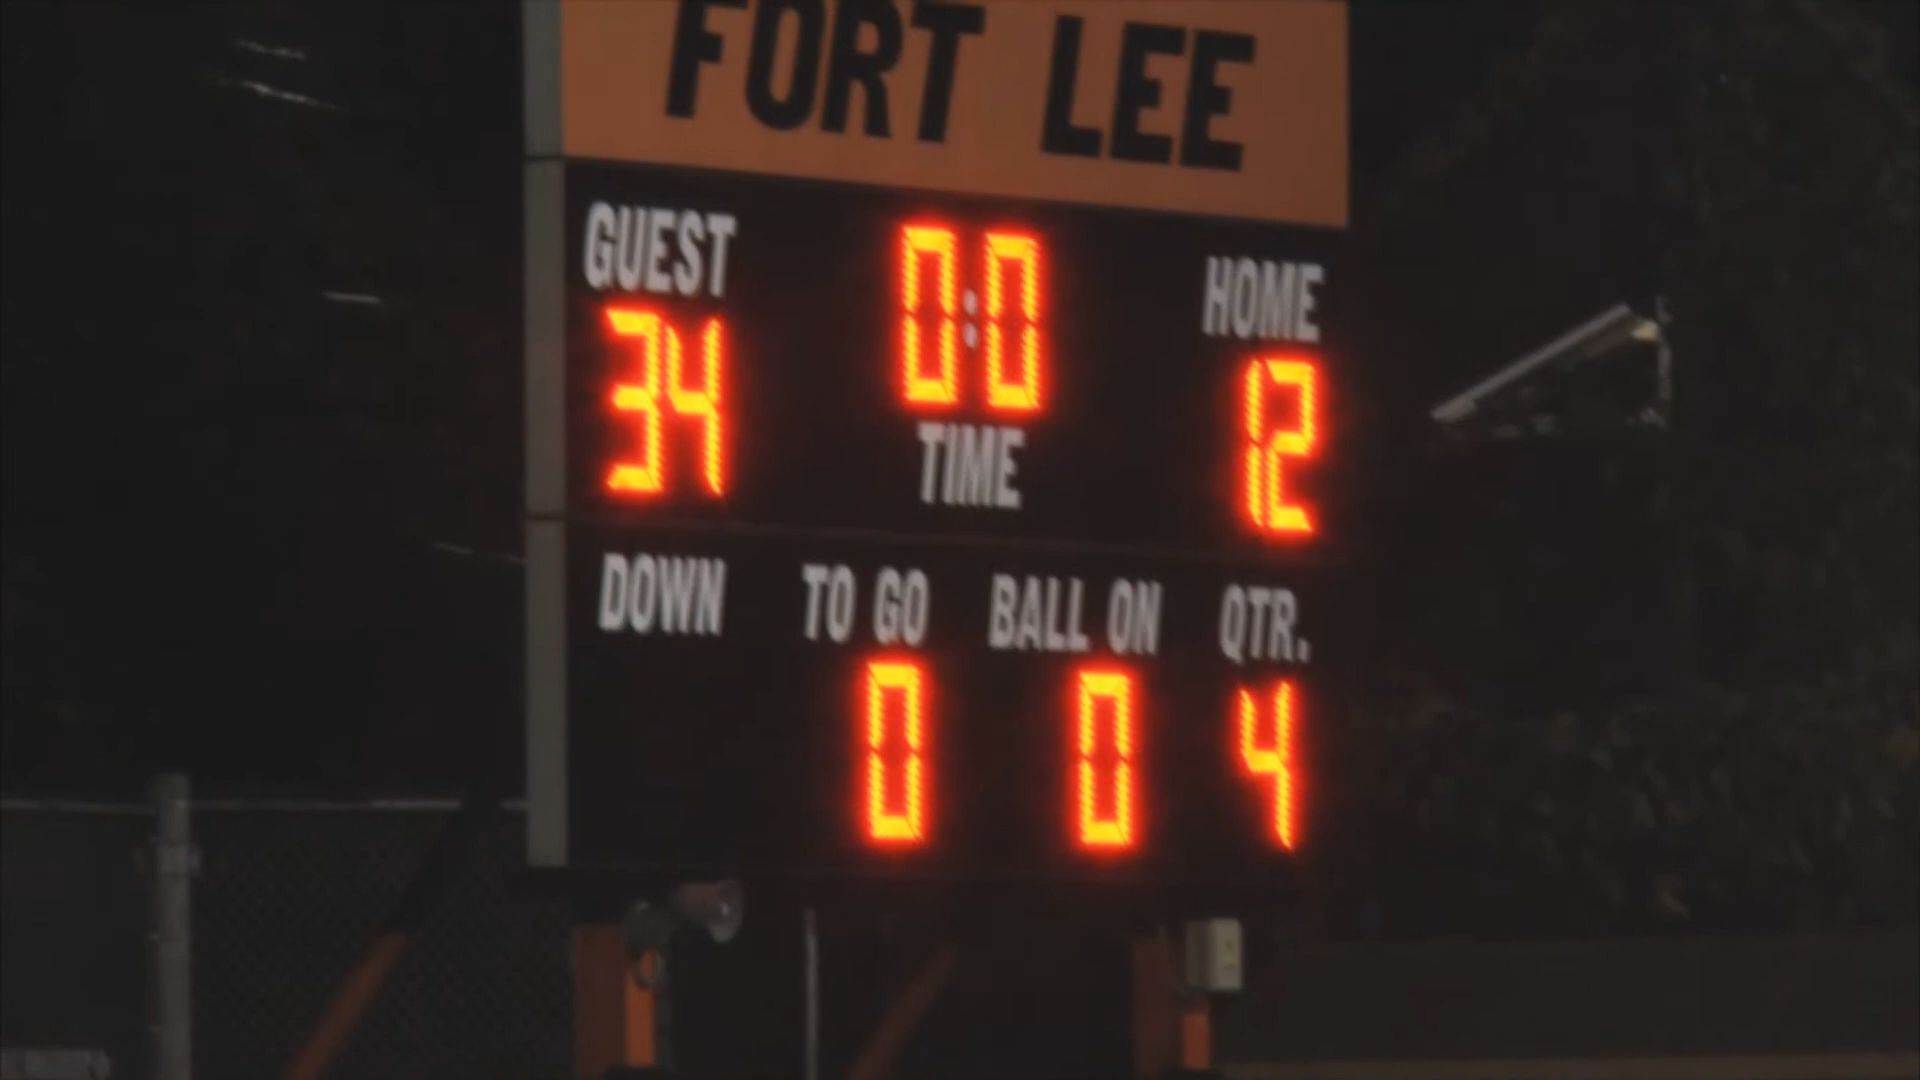 FORT LEE
GUEST 0:0 HOME
34 TIME 12
DOWN TO GO BALL ON QTR.
0 0 4